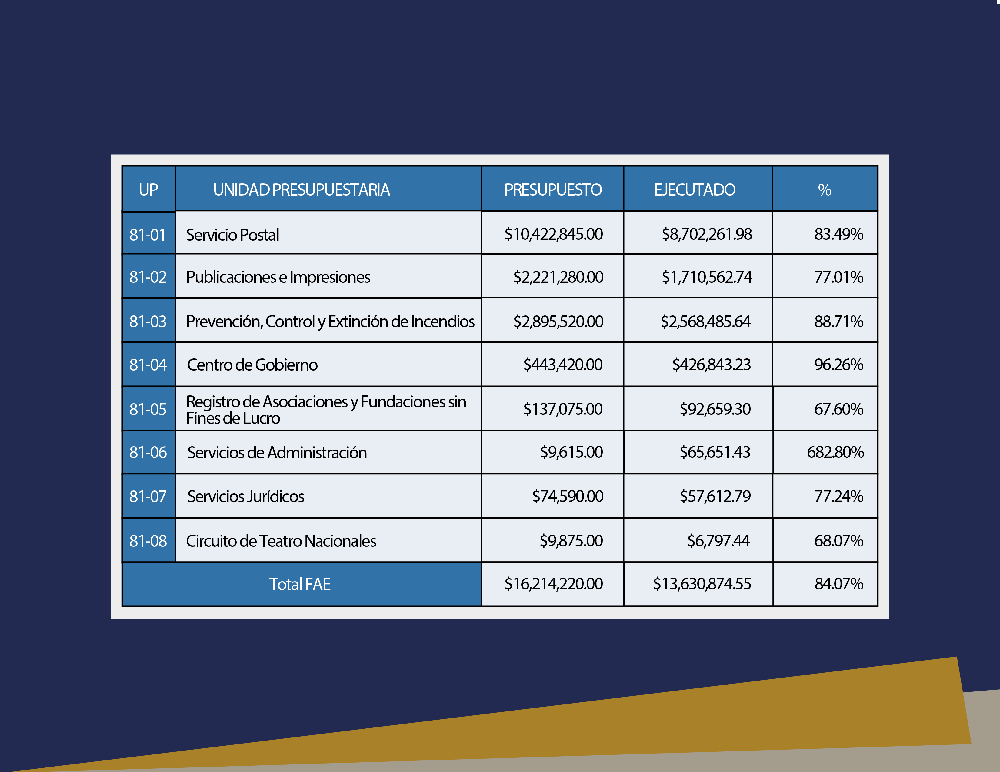 UP UNIDAD PRESUPUESTARIA PRESUPUESTO EJECUTADO %
81-01 Servicio Postal $10,422,845.00 $8,702,261.98 83.49%
81-02 Publicaciones e Impresiones $2,221,280.00 $1,710,562.74 77.01%
81-03 Prevención, Control y Extinción de Incendios $2,895,520.00 $2,568,485.64 88.71%
81-04 Centro de Gobierno $443,420.00 $426,843.23 96.26%
81-05 Registro de Asociaciones y Fundaciones sin
Fines de Lucro $137,075.00 $92,659.30 67.60%
81-06 Servicios de Administración $9,615.00 $65,651.43 682.80%
81-07 Servicios Jurídicos $74,590.00 $57,612.79 77.24%
81-08 Circuito de Teatro Nacionales $9,875.00 $6,797.44 68.07%
Total FAE $16,214,220.00 $13,630,874.55 84.07%